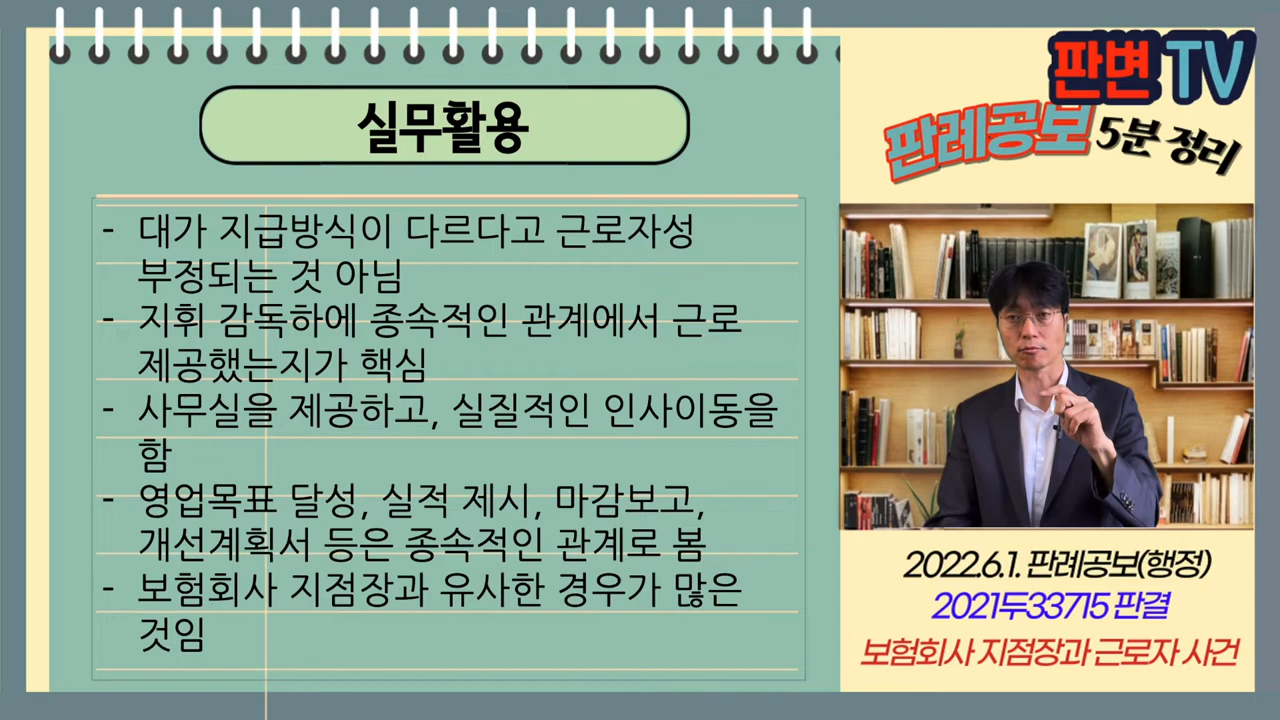 실무활용
- 대가 지급방식이 다르다고 근로자성
부정되는 것 아님
- 지휘 감독하에 종속적인 관계에서 근로
제공했는지가 핵심
- 사무실을 제공하고, 실질적인 인사이동을
함
- 영업목표 달성, 실적 제시, 마감보고,
개선계획서 등은 종속적인 관계로 봄
- 보험회사 지점장과 유사한 경우가 많은
것임
판변 TV
판례공보 5분 정리
2022.6.1. 판례공보(행정)
2021두33715 판결
보험회사 지점장과 근로자 사건